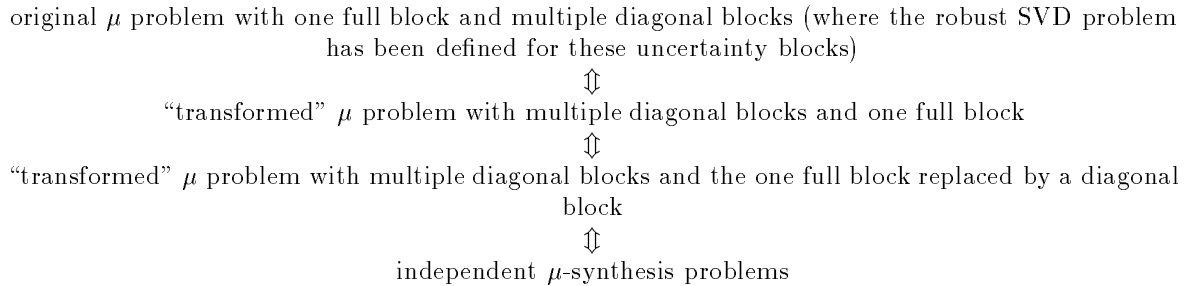 original μ problem with one full block and multiple diagonal blocks (where the robust SVD problem
has been defined for these uncertainty blocks)
⇕
“transformed” μ problem with multiple diagonal blocks and one full block
⇕
“transformed” μ problem with multiple diagonal blocks and the one full block replaced by a diagonal
block
⇕
independent μ-synthesis problems